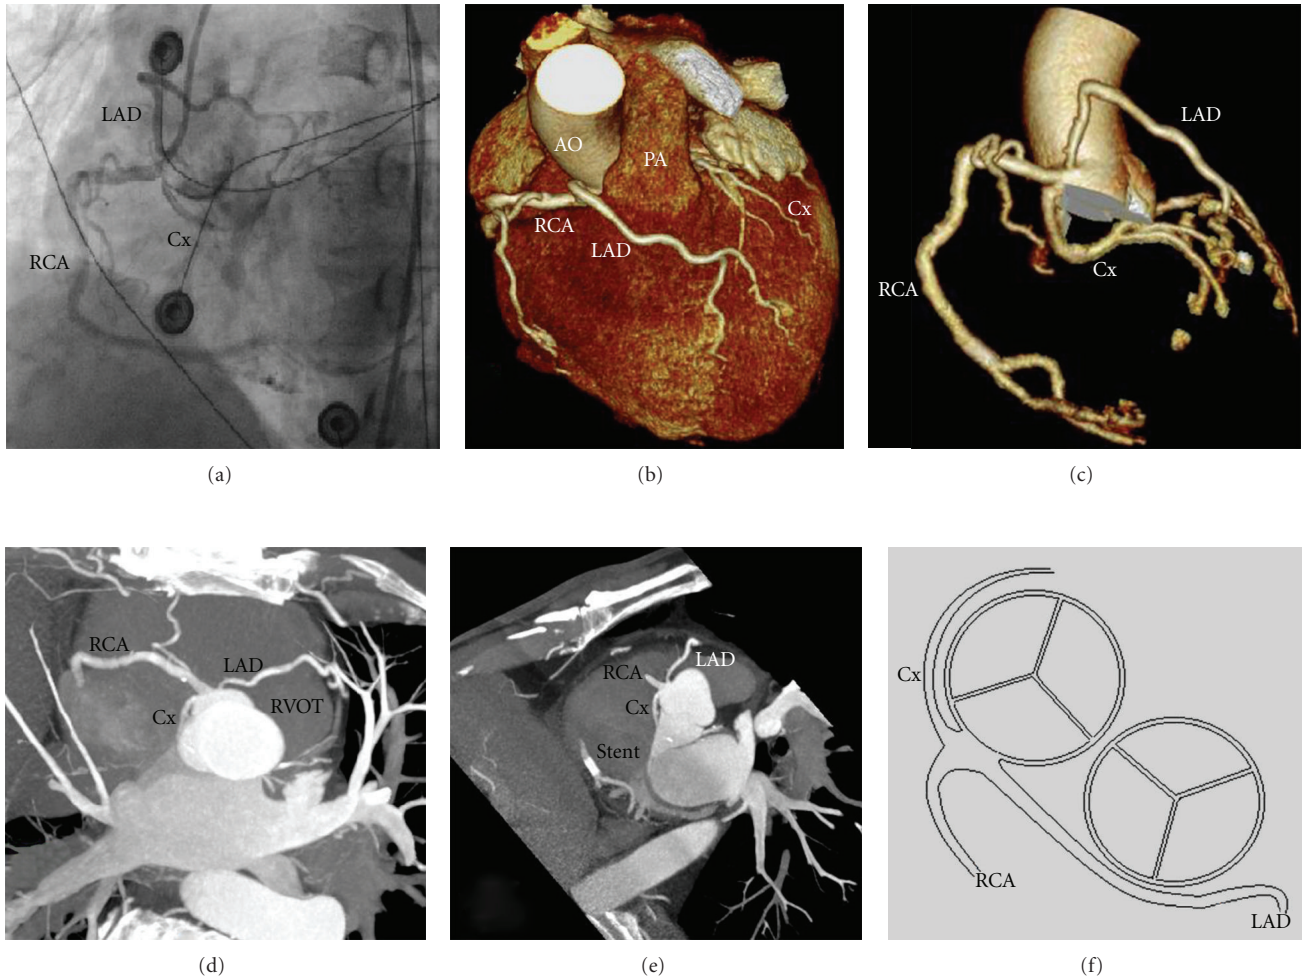 LAD
Cx
RCA
(a)
AO
PA
RCA
LAD
Cx
(b)
LAD
RCA
Cx
(c)
RCA
LAD
Cx
RVOT
(d)
RCA
LAD
Cx
Stent
(e)
Cx
RCA
LAD
(f)